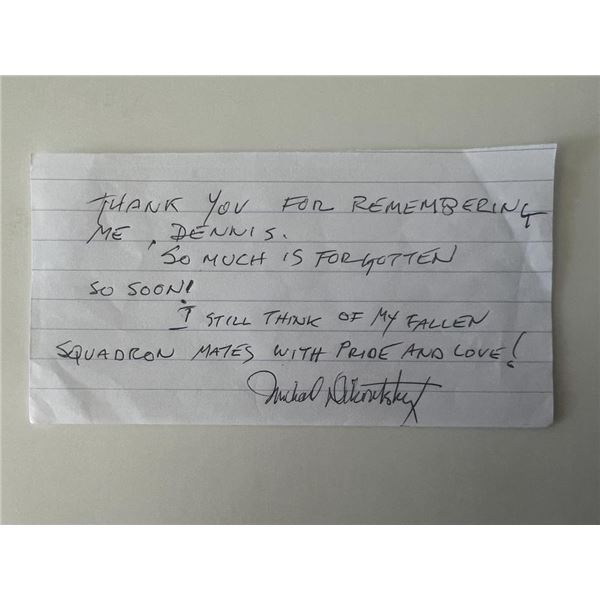 THANK YOU FOR REMEMBERING
ME, DENNIS.
SO MUCH IS FORGOTTEN
SO SOON!
I STILL THINK OF MY FALLEN
SQUADRON MATES WITH PRIDE AND LOVE!
Michael